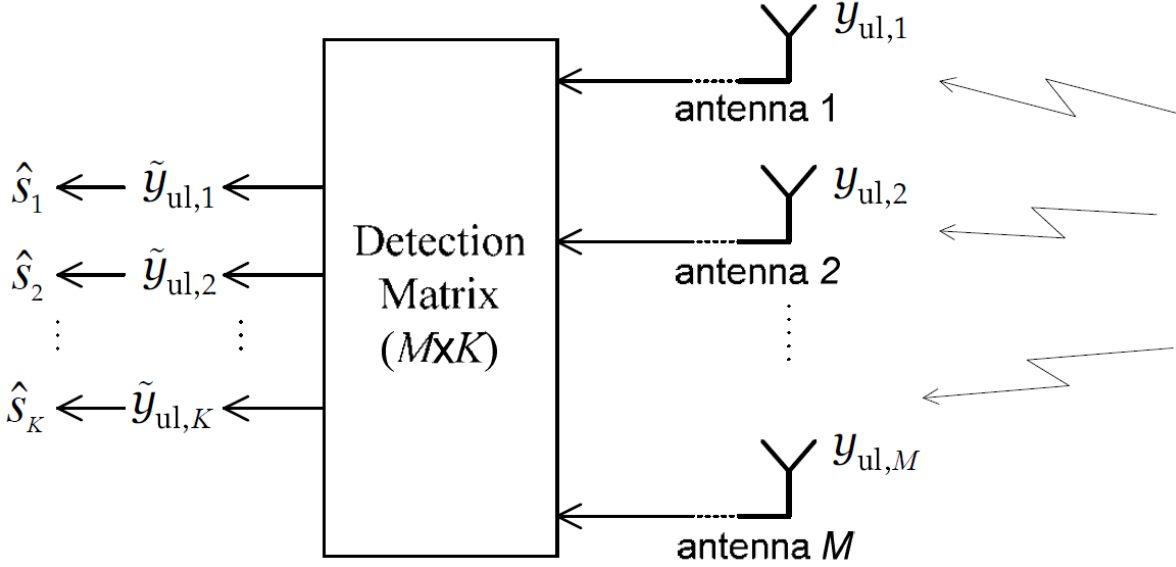 y_ul,1
antenna 1
ŝ_1
ỹ_ul,1
y_ul,2
Detection
Matrix
(MxK)
antenna 2
ŝ_2
ỹ_ul,2
ŝ_K
ỹ_ul,K
y_ul,M
antenna M